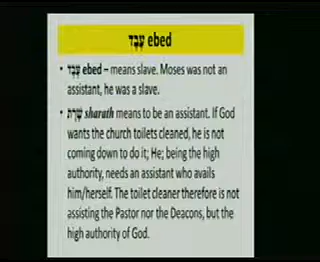 עֶבֶד ebed
• עֶבֶד ebed – means slave. Moses was not an
assistant, he was a slave.
• שָׁרַת sharath means to be an assistant. If God
wants the church toilets cleaned, he is not
coming down to do it; He; being the high
authority, needs an assistant who avails
him/herself. The toilet cleaner therefore is not
assisting the Pastor nor the Deacons, but the
high authority of God.